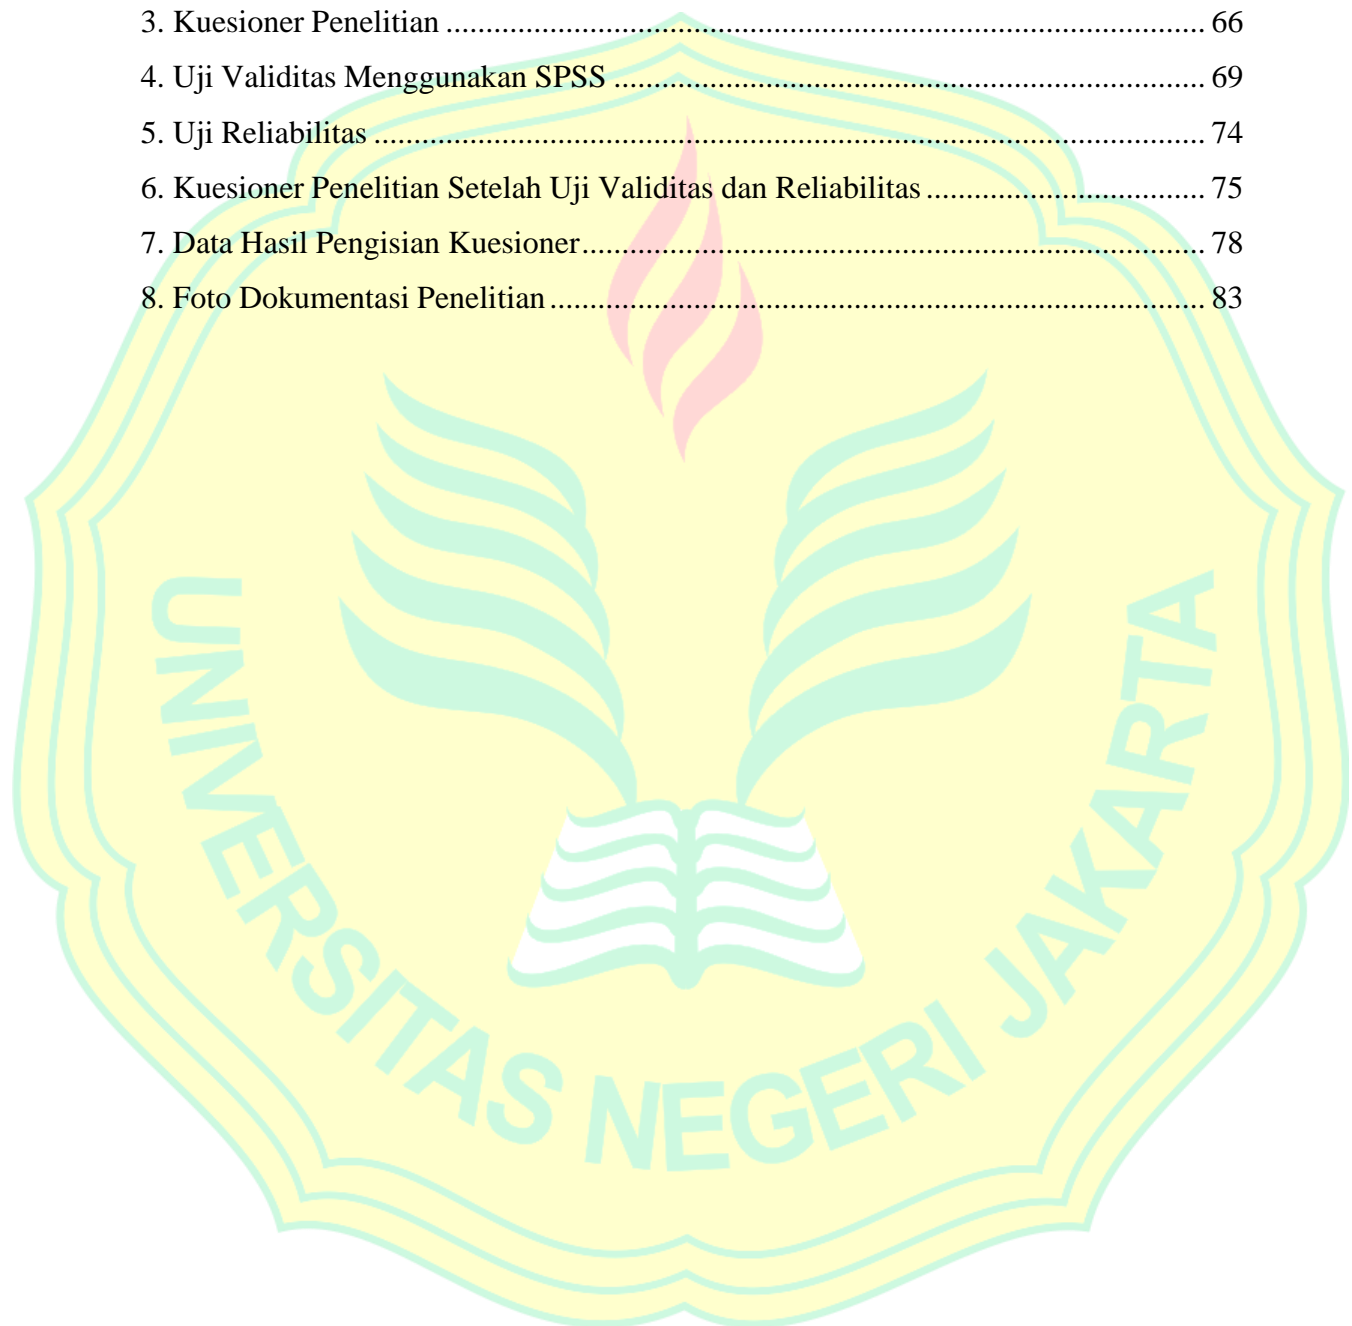 3. Kuesioner Penelitian ................................................................................................ 66
4. Uji Validitas Menggunakan SPSS ........................................................................... 69
5. Uji Reliabilitas ......................................................................................................... 74
6. Kuesioner Penelitian Setelah Uji Validitas dan Reliabilitas ................................... 75
7. Data Hasil Pengisian Kuesioner............................................................................... 78
8. Foto Dokumentasi Penelitian ................................................................................... 83
UNIVERSITAS NEGERI JAKARTA